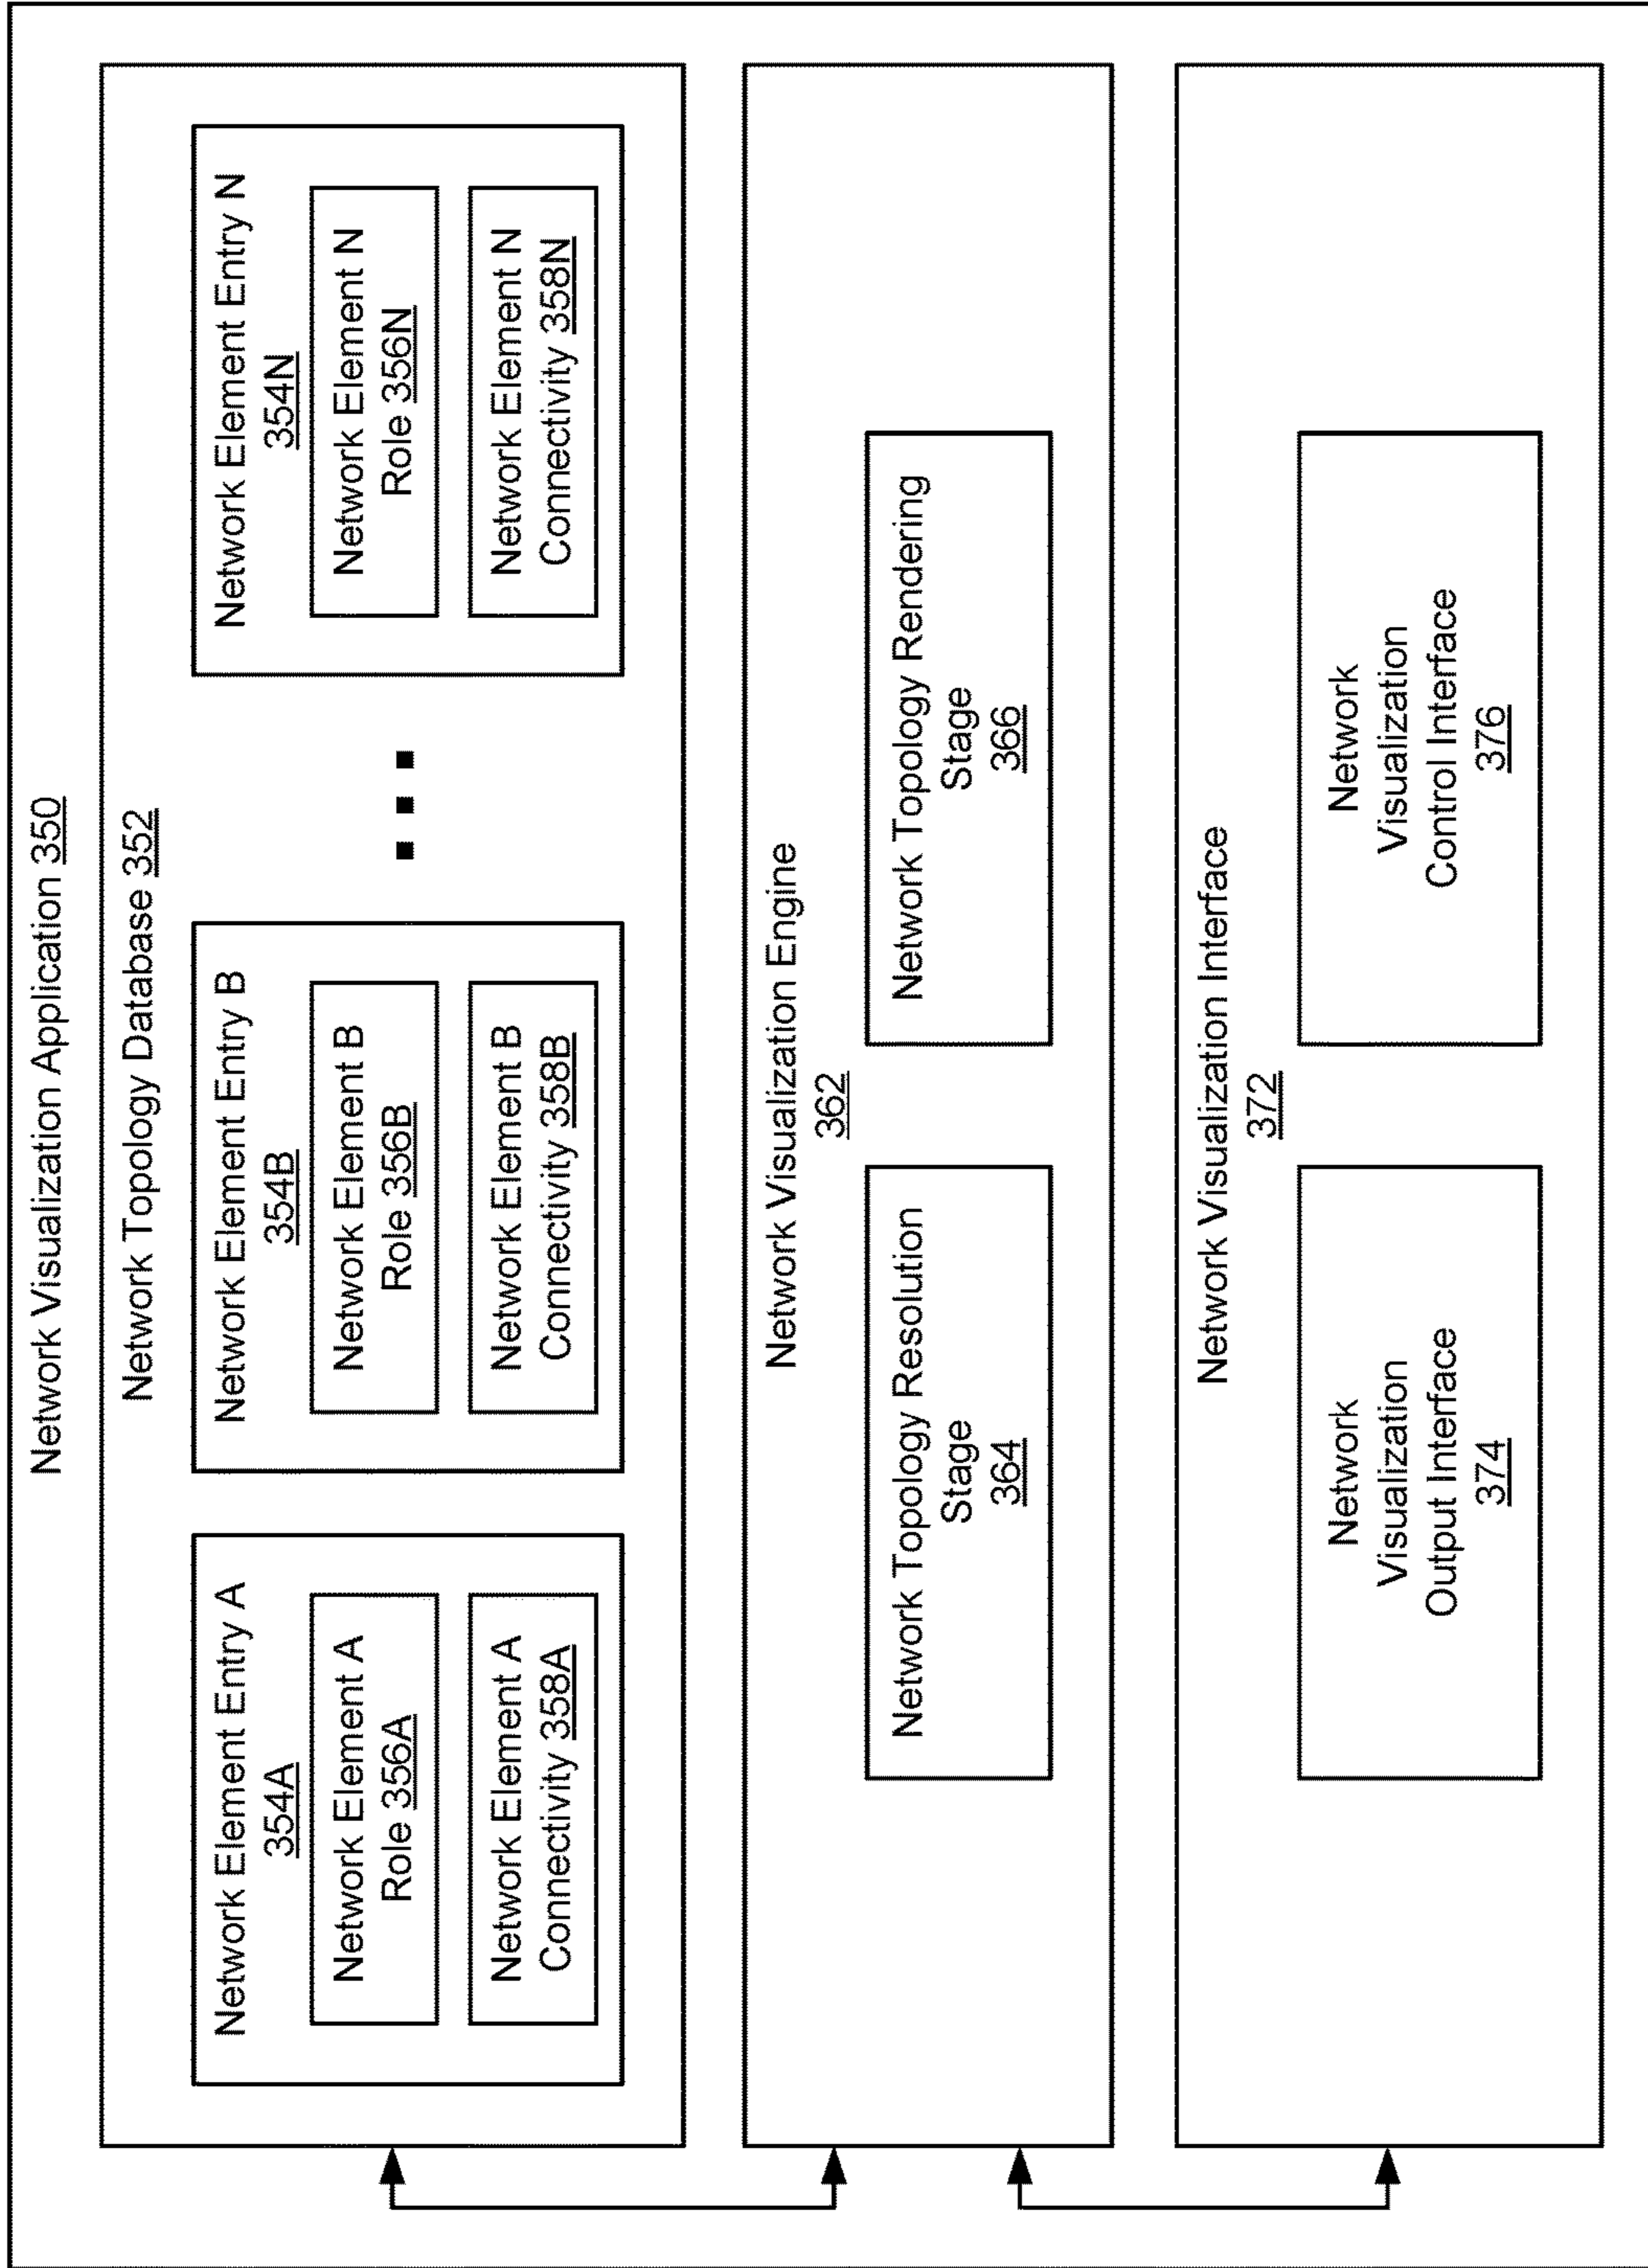 Network Visualization Application 350
Network Topology Database 352
Network Element Entry A
354A
Network Element A
Role 356A
Network Element A
Connectivity 358A
Network Element Entry B
354B
Network Element B
Role 356B
Network Element B
Connectivity 358B
Network Element Entry N
354N
Network Element N
Role 356N
Network Element N
Connectivity 358N
Network Visualization Engine
362
Network Topology Resolution
Stage
364
Network Topology Rendering
Stage
366
Network Visualization Interface
372
Network
Visualization
Output Interface
374
Network
Visualization
Control Interface
376